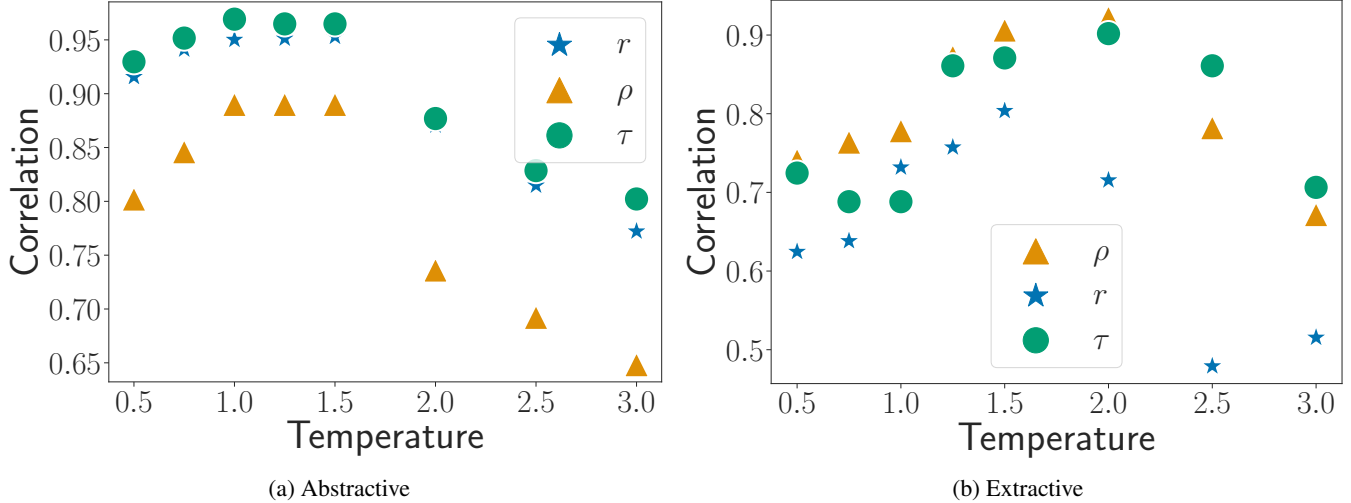 0.95
0.90
0.85
0.80
0.75
0.70
0.65
Correlation
r
ρ
τ
0.5 1.0 1.5 2.0 2.5 3.0
Temperature
(a) Abstractive
0.9
0.8
0.7
0.6
0.5
Correlation
ρ
r
τ
0.5 1.0 1.5 2.0 2.5 3.0
Temperature
(b) Extractive